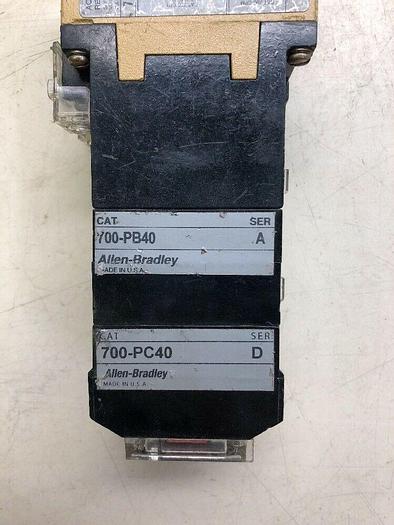 CAT SER
700-PB40 A
Allen-Bradley
MADE IN U.S.A.
CAT SER
700-PC40 D
Allen-Bradley
MADE IN U.S.A.